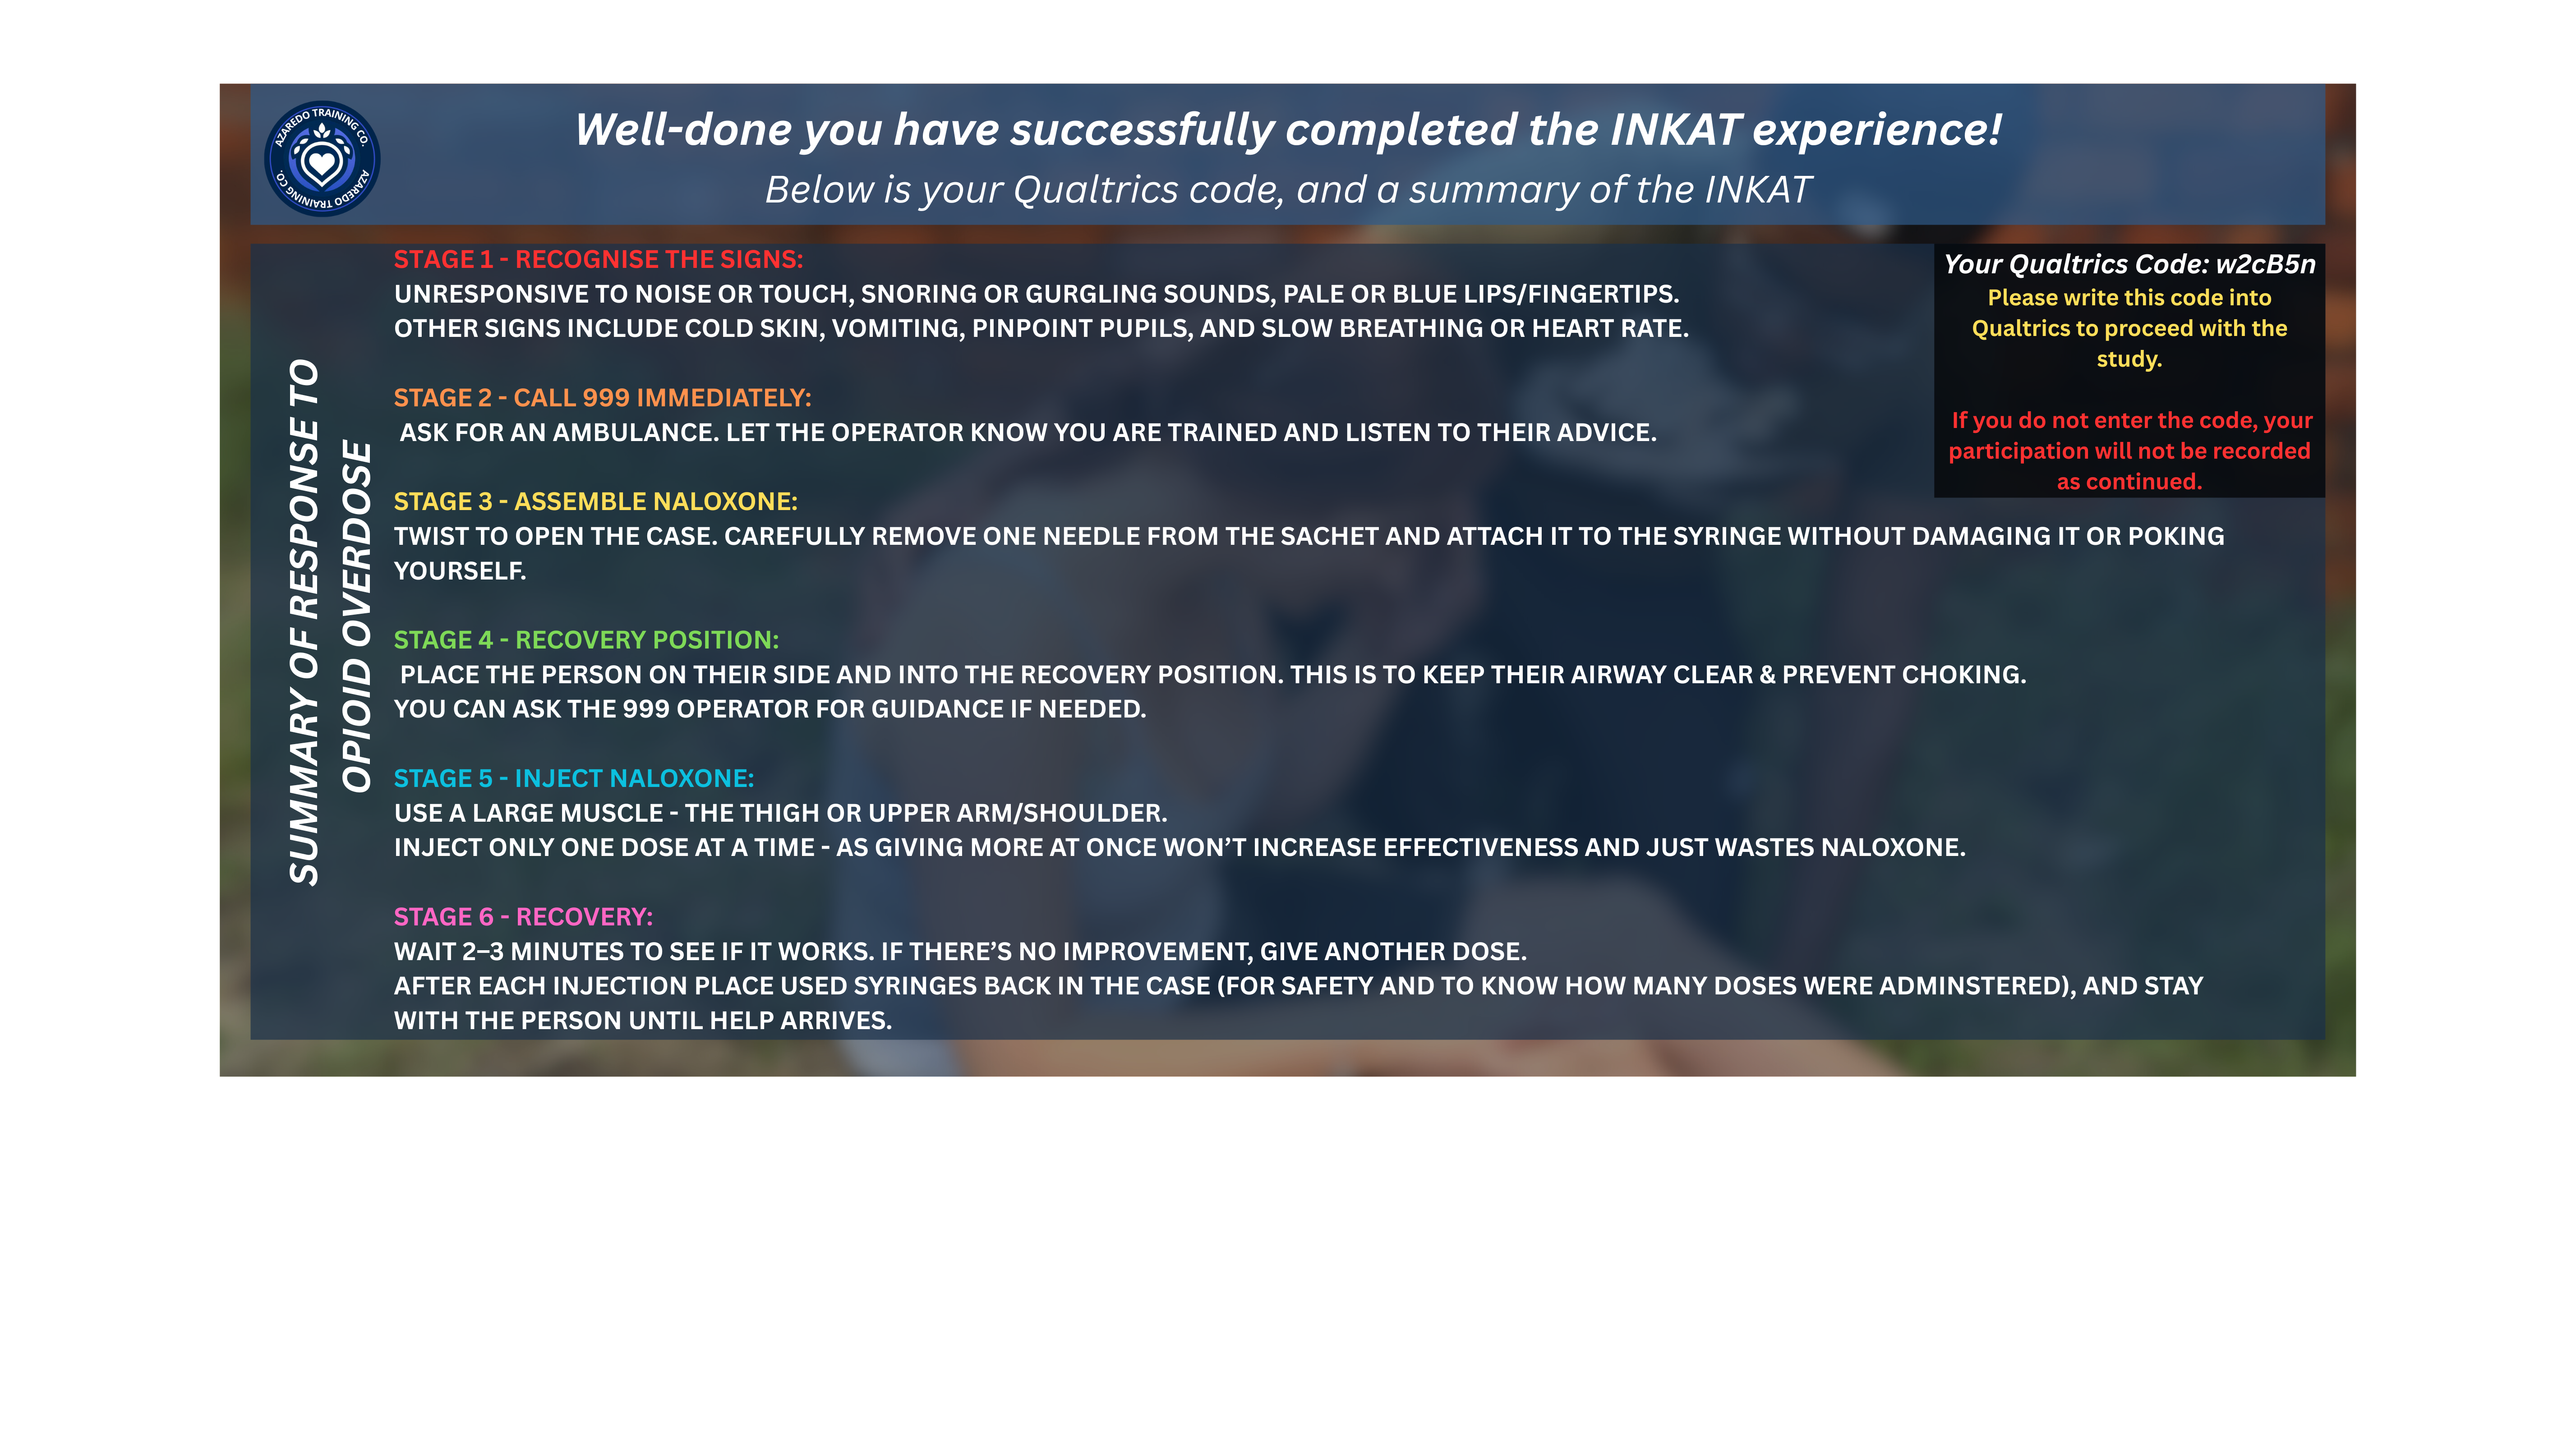 AZAREDO TRAINING CO.
AZAREDO TRAINING CO.
Well-done you have successfully completed the INKAT experience!
Below is your Qualtrics code, and a summary of the INKAT
SUMMARY OF RESPONSE TO
OPIOID OVERDOSE
STAGE 1 - RECOGNISE THE SIGNS:
UNRESPONSIVE TO NOISE OR TOUCH, SNORING OR GURGLING SOUNDS, PALE OR BLUE LIPS/FINGERTIPS.
OTHER SIGNS INCLUDE COLD SKIN, VOMITING, PINPOINT PUPILS, AND SLOW BREATHING OR HEART RATE.
STAGE 2 - CALL 999 IMMEDIATELY:
ASK FOR AN AMBULANCE. LET THE OPERATOR KNOW YOU ARE TRAINED AND LISTEN TO THEIR ADVICE.
STAGE 3 - ASSEMBLE NALOXONE:
TWIST TO OPEN THE CASE. CAREFULLY REMOVE ONE NEEDLE FROM THE SACHET AND ATTACH IT TO THE SYRINGE WITHOUT DAMAGING IT OR POKING
YOURSELF.
STAGE 4 - RECOVERY POSITION:
PLACE THE PERSON ON THEIR SIDE AND INTO THE RECOVERY POSITION. THIS IS TO KEEP THEIR AIRWAY CLEAR & PREVENT CHOKING.
YOU CAN ASK THE 999 OPERATOR FOR GUIDANCE IF NEEDED.
STAGE 5 - INJECT NALOXONE:
USE A LARGE MUSCLE - THE THIGH OR UPPER ARM/SHOULDER.
INJECT ONLY ONE DOSE AT A TIME - AS GIVING MORE AT ONCE WON'T INCREASE EFFECTIVENESS AND JUST WASTES NALOXONE.
STAGE 6 - RECOVERY:
WAIT 2–3 MINUTES TO SEE IF IT WORKS. IF THERE'S NO IMPROVEMENT, GIVE ANOTHER DOSE.
AFTER EACH INJECTION PLACE USED SYRINGES BACK IN THE CASE (FOR SAFETY AND TO KNOW HOW MANY DOSES WERE ADMINSTERED), AND STAY
WITH THE PERSON UNTIL HELP ARRIVES.
Your Qualtrics Code: w2cB5n
Please write this code into
Qualtrics to proceed with the
study.
If you do not enter the code, your
participation will not be recorded
as continued.